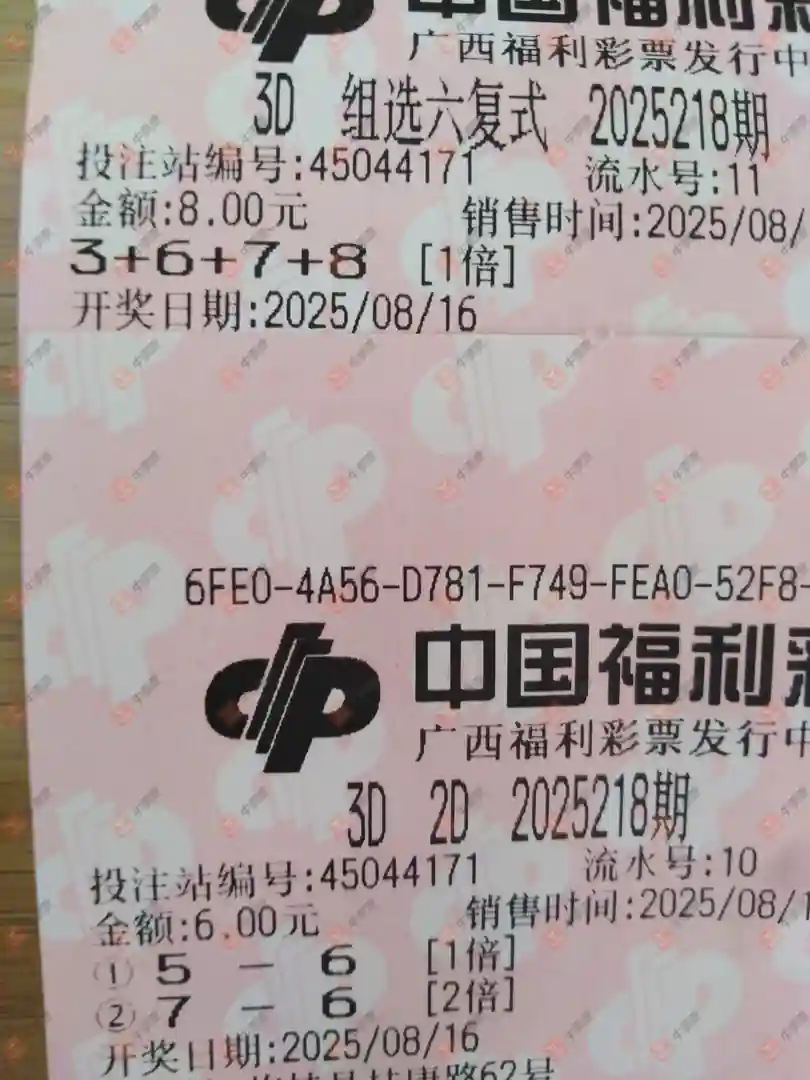 中国福利彩
广西福利彩票发行中
3D 组选六复式 2025218期
投注站编号:45044171 流水号:11
金额:8.00元 销售时间:2025/08/
3+6+7+8 [1倍]
开奖日期:2025/08/16
6FE0-4A56-D781-F749-FEA0-52F8-
中国福利彩
广西福利彩票发行中
3D 2D 2025218期
投注站编号:45044171 流水号:10
金额:6.00元 销售时间:2025/08/1
① 5 - 6 [1倍]
② 7 - 6 [2倍]
开奖日期:2025/08/16
路62号